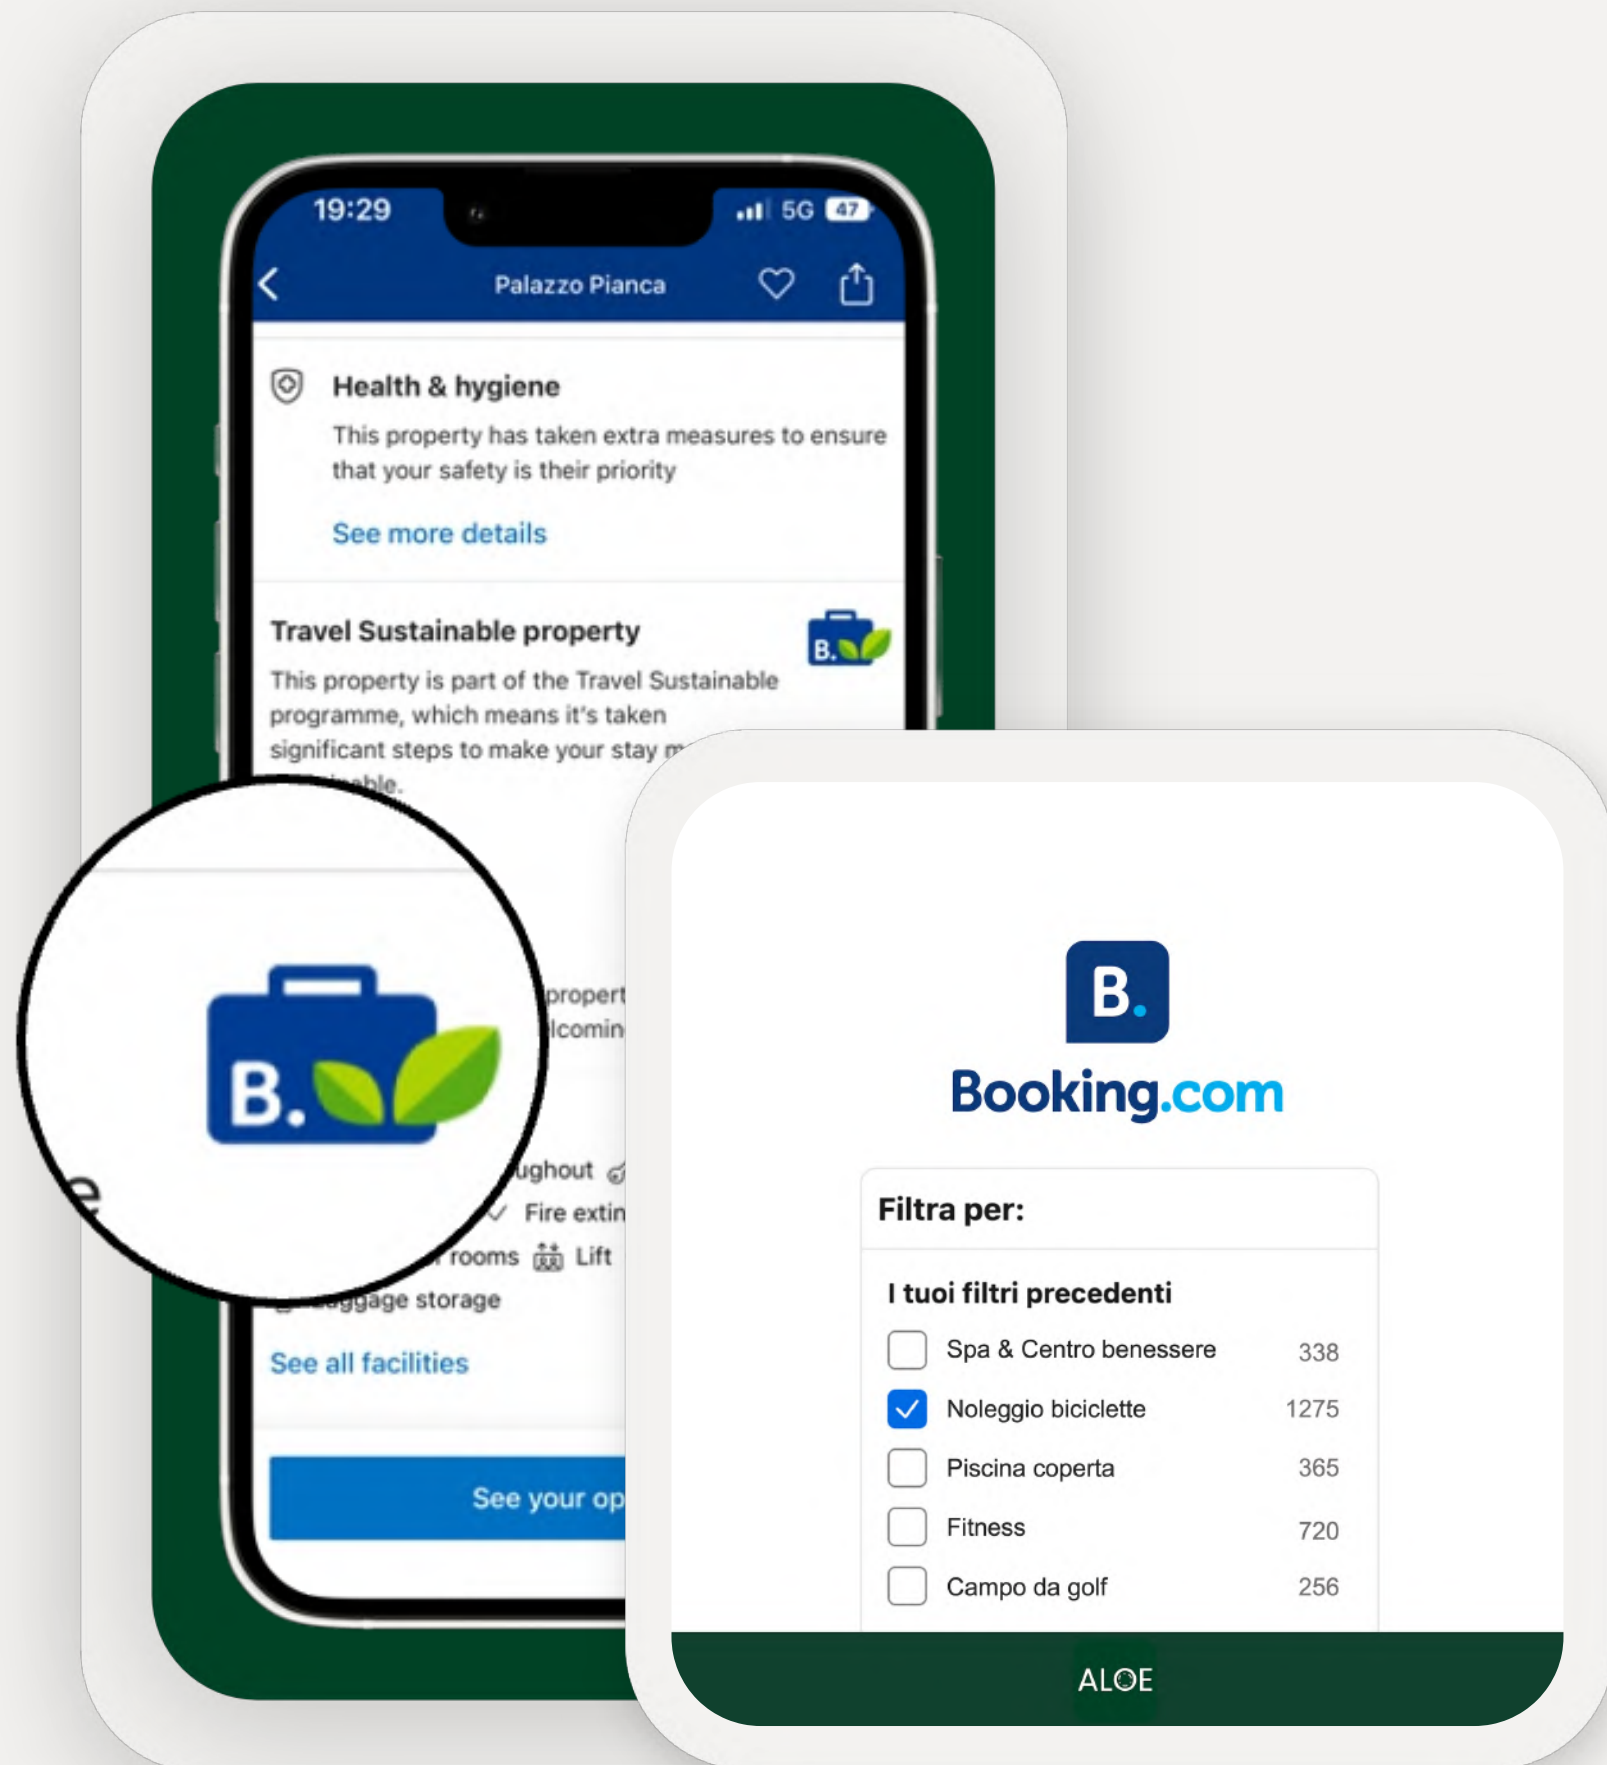 19:29
5G 47
Palazzo Pianca
Health & hygiene
This property has taken extra measures to ensure
that your safety is their priority
See more details
Travel Sustainable property
B.
This property is part of the Travel Sustainable
programme, which means it's taken
significant steps to make your stay
B.
Fire
rooms Lift
storage
See all facilities
See your
B.
Booking.com
Filtra per:
I tuoi filtri precedenti
Spa & Centro benessere 338
Noleggio biciclette 1275
Piscina coperta 365
Fitness 720
Campo da golf 256
ALOE